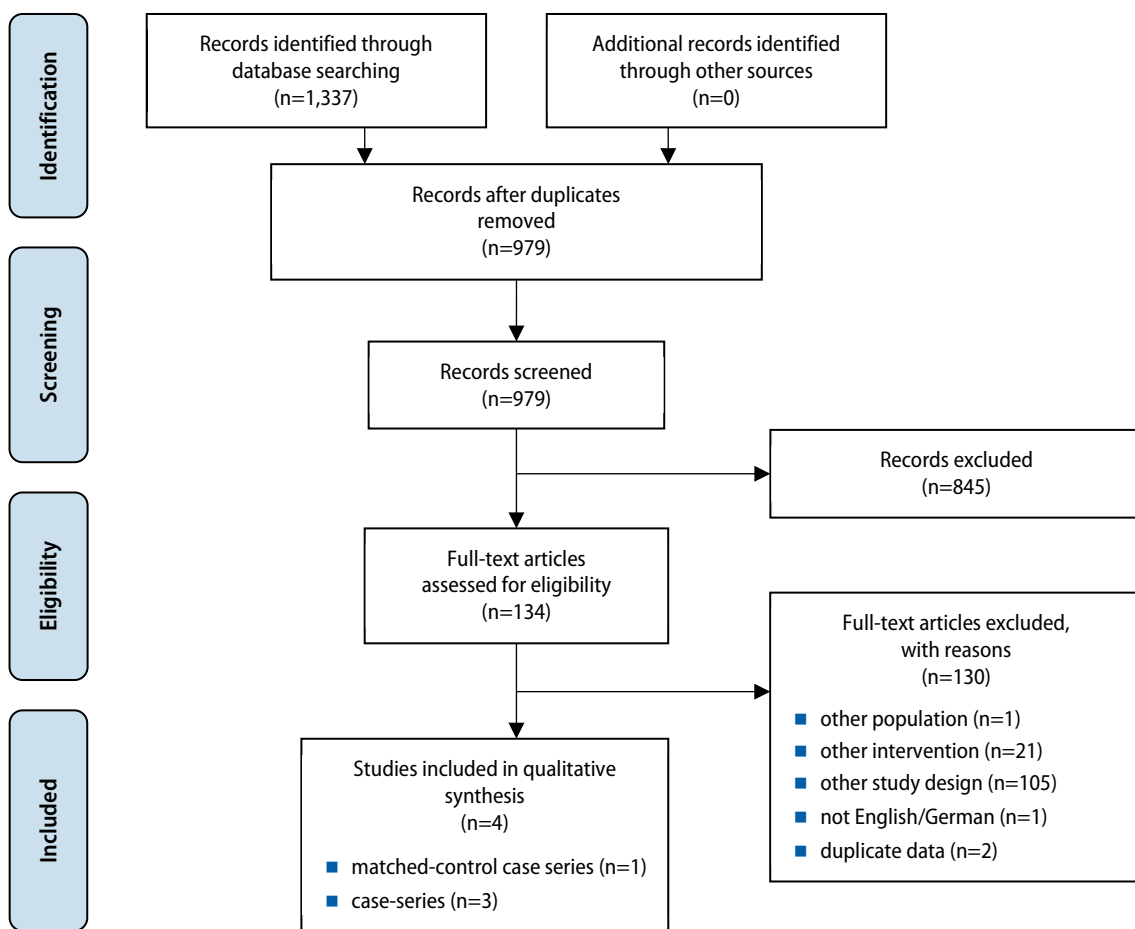 Identification
Records identified through
database searching
(n=1,337)
Additional records identified
through other sources
(n=0)
Records after duplicates
removed
(n=979)
Screening
Records screened
(n=979)
Records excluded
(n=845)
Eligibility
Full-text articles
assessed for eligibility
(n=134)
Full-text articles excluded,
with reasons
(n=130)
other population (n=1)
other intervention (n=21)
other study design (n=105)
not English/German (n=1)
duplicate data (n=2)
Included
Studies included in qualitative
synthesis
(n=4)
matched-control case series (n=1)
case-series (n=3)